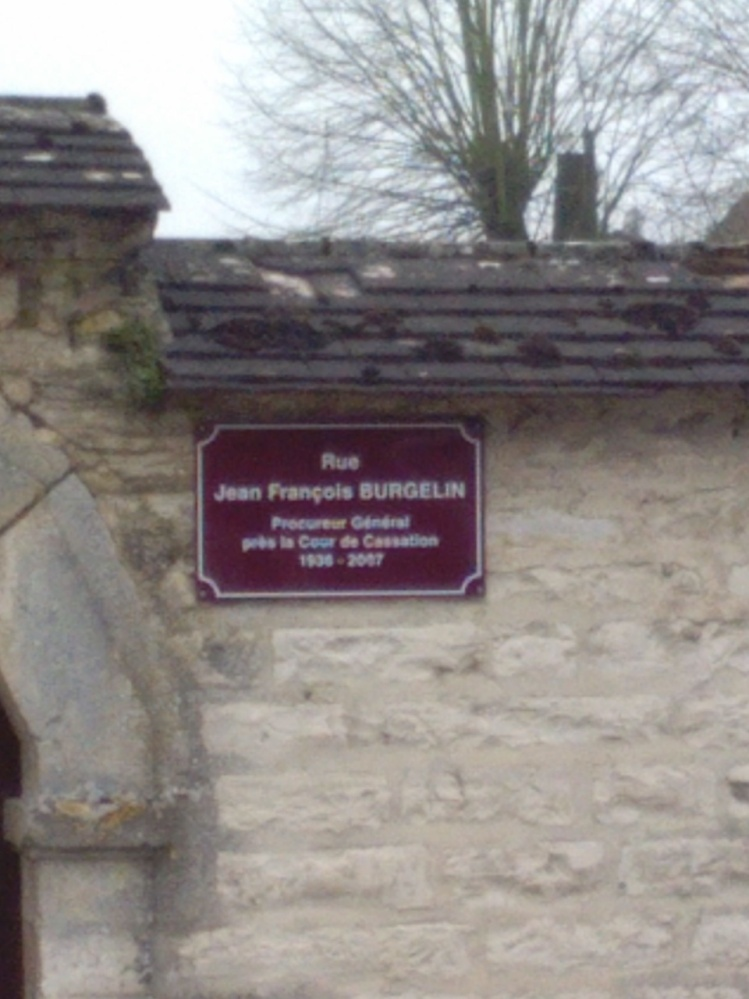 Rue
Jean François BURGELIN
Procureur Général
près la Cour de Cassation
1936 - 2007